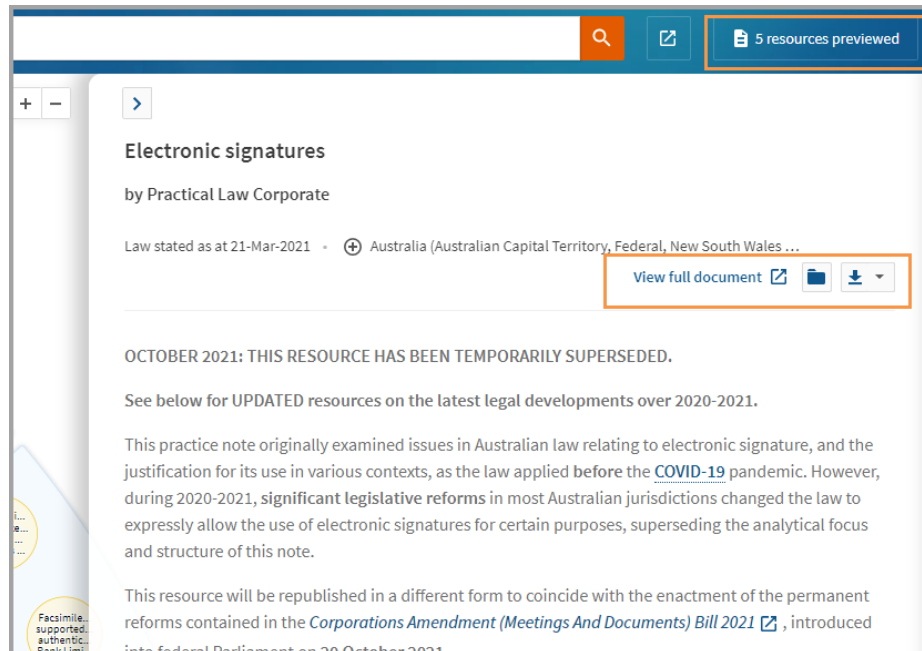 5 resources previewed
Electronic signatures
by Practical Law Corporate
Law stated as at 21-Mar-2021 • Australia (Australian Capital Territory, Federal, New South Wales ...
View full document
OCTOBER 2021: THIS RESOURCE HAS BEEN TEMPORARILY SUPERSEDED.
See below for UPDATED resources on the latest legal developments over 2020-2021.
This practice note originally examined issues in Australian law relating to electronic signature, and the
justification for its use in various contexts, as the law applied before the COVID-19 pandemic. However,
during 2020-2021, significant legislative reforms in most Australian jurisdictions changed the law to
expressly allow the use of electronic signatures for certain purposes, superseding the analytical focus
and structure of this note.
This resource will be republished in a different form to coincide with the enactment of the permanent
reforms contained in the Corporations Amendment (Meetings And Documents) Bill 2021 , introduced
into federal Parliament on 20 October 2021
Facsimile..
supported..
authentic..